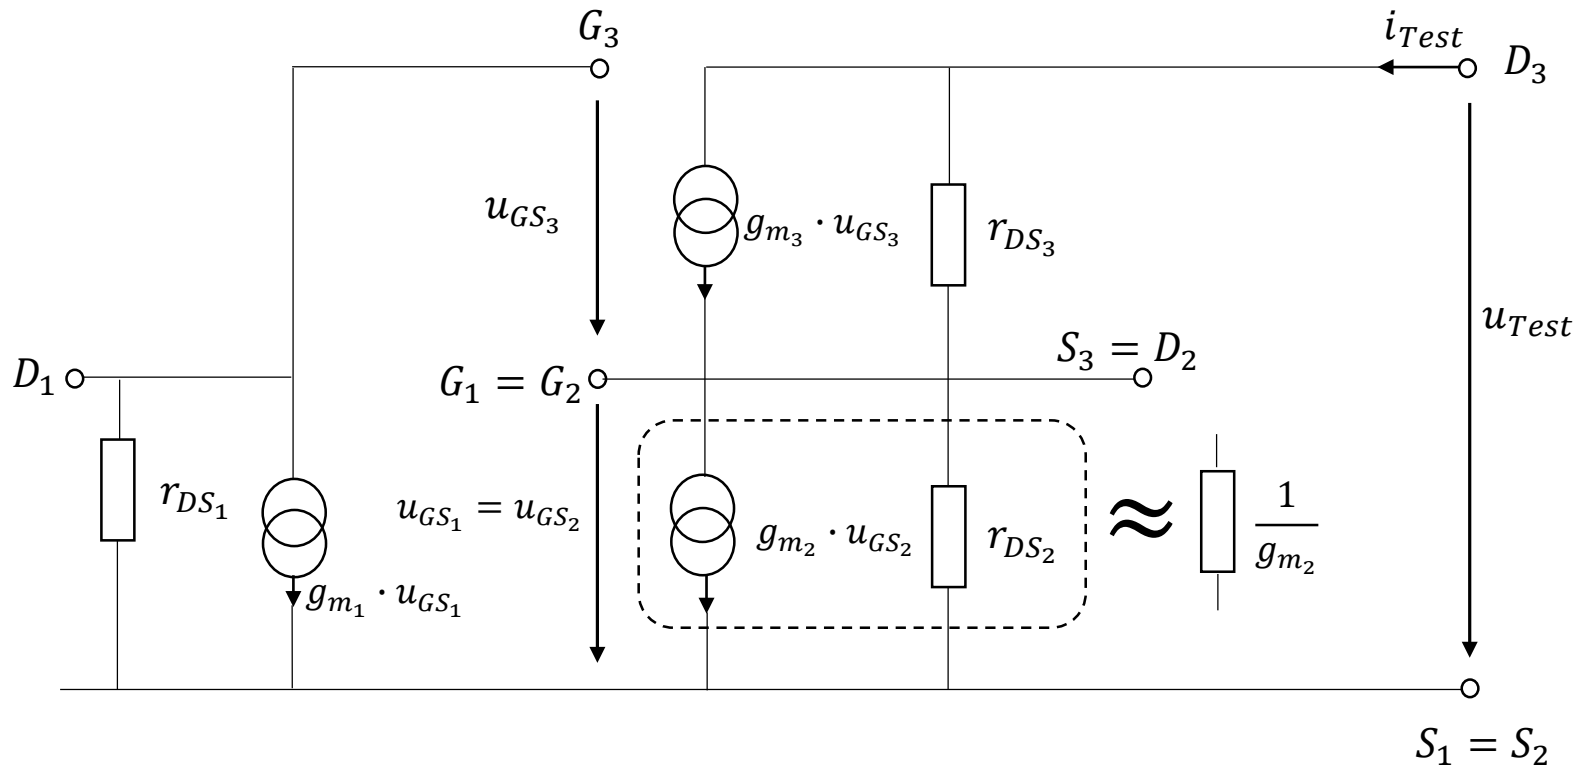 G₃
i_Test
D₃
u_GS₃
g_m₃ · u_GS₃
r_DS₃
u_Test
S₃ = D₂
D₁
G₁ = G₂
r_DS₁
u_GS₁ = u_GS₂
g_m₂ · u_GS₂
r_DS₂
≈
1
g_m₂
g_m₁ · u_GS₁
S₁ = S₂